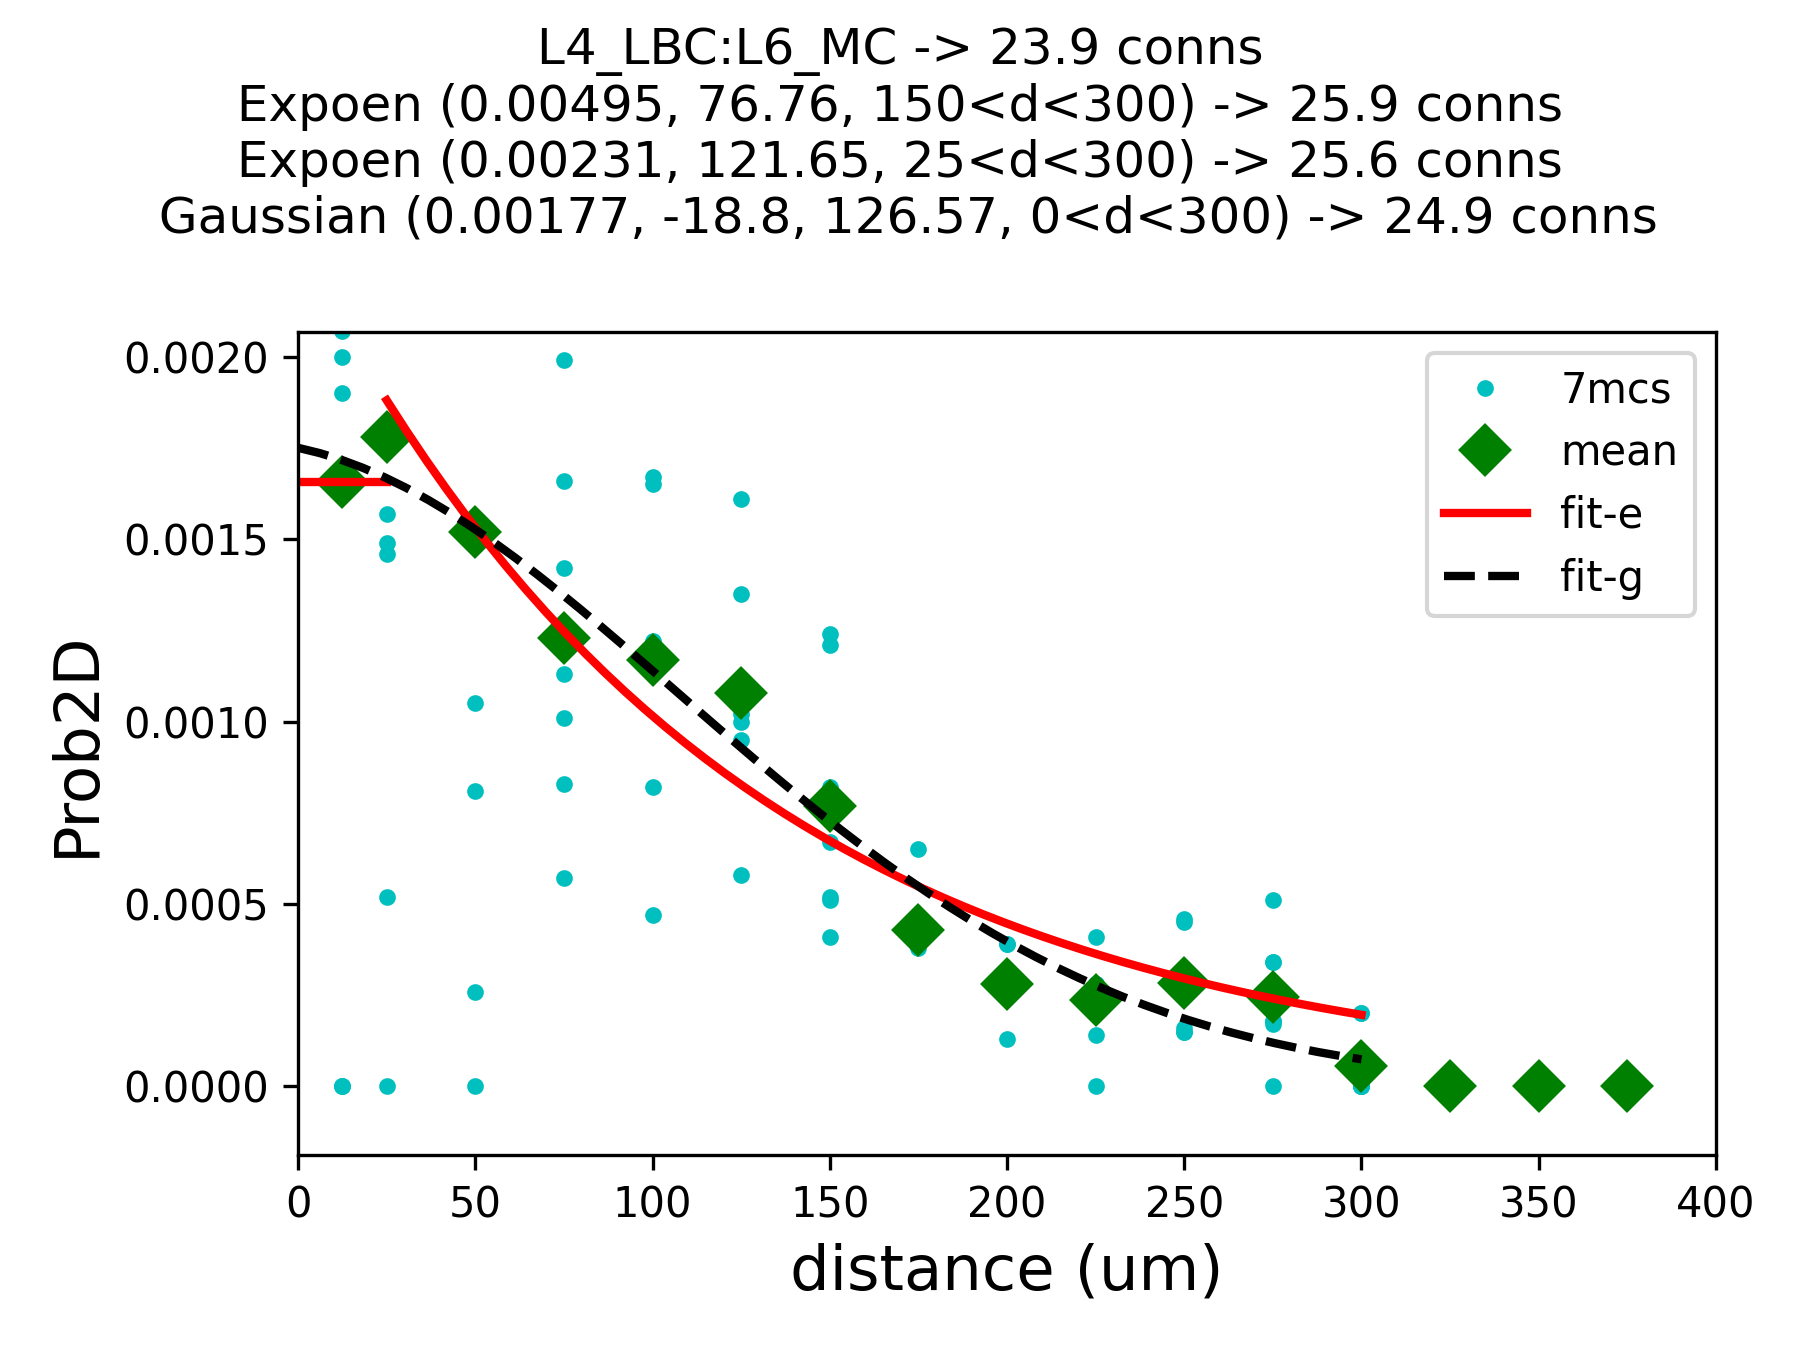 L4_LBC:L6_MC -> 23.9 conns
Expoen (0.00495, 76.76, 150<d<300) -> 25.9 conns
Expoen (0.00231, 121.65, 25<d<300) -> 25.6 conns
Gaussian (0.00177, -18.8, 126.57, 0<d<300) -> 24.9 conns
0.0020
0.0015
0.0010
0.0005
0.0000
Prob2D
7mcs
mean
fit-e
fit-g
0 50 100 150 200 250 300 350 400
distance (um)